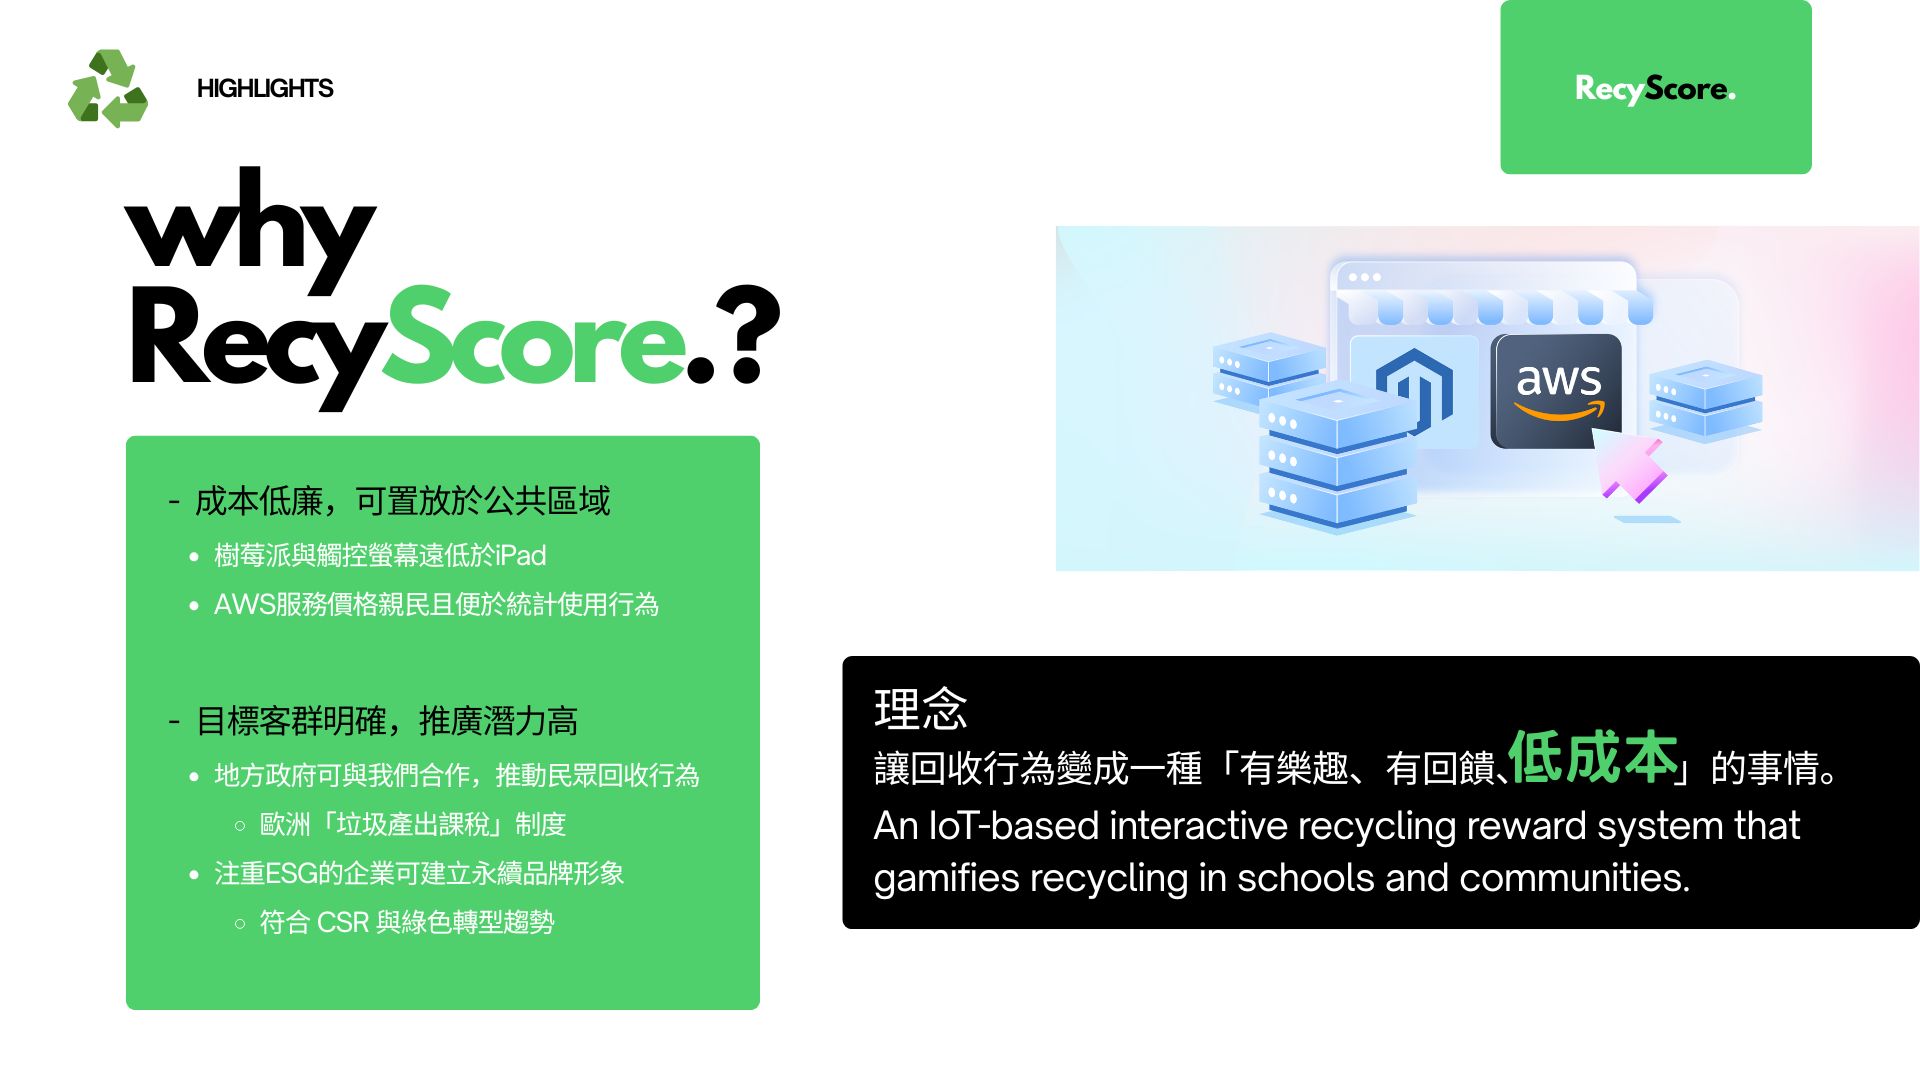 HIGHLIGHTS
RecyScore.
why
RecyScore.?
aws
- 成本低廉，可置放於公共區域
• 樹莓派與觸控螢幕遠低於iPad
• AWS服務價格親民且便於統計使用行為
- 目標客群明確，推廣潛力高
• 地方政府可與我們合作，推動民眾回收行為
○ 歐洲「垃圾產出課稅」制度
• 注重ESG的企業可建立永續品牌形象
○ 符合 CSR 與綠色轉型趨勢
理念
讓回收行為變成一種「有樂趣、有回饋、低成本」的事情。
An IoT-based interactive recycling reward system that
gamifies recycling in schools and communities.